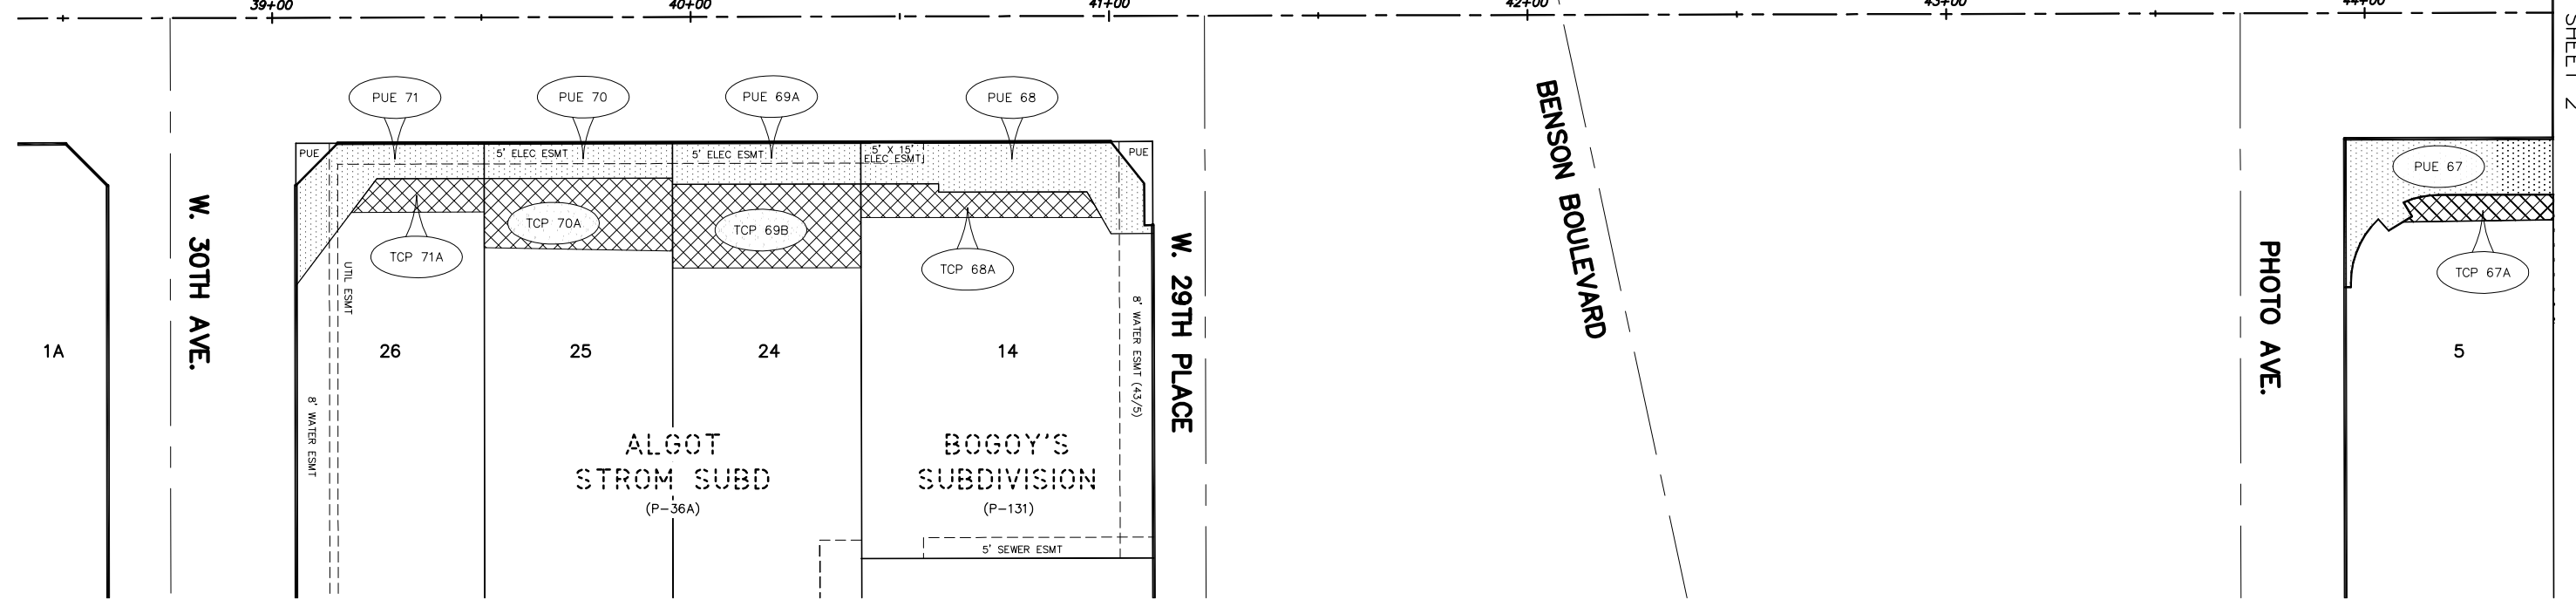 39+00
40+00
41+00
42+00
43+00
44+00
SHEET 2
PUE 71
PUE 70
PUE 69A
PUE 68
PUE
5' ELEC ESMT
5' ELEC ESMT
5' X 15'
ELEC ESMT
PUE
PUE 67
TCP 71A
TCP 70A
TCP 69B
TCP 68A
TCP 67A
W. 30TH AVE.
UTIL ESMT
8' WATER ESMT
8' WATER ESMT (43/5)
W. 29TH PLACE
BENSON BOULEVARD
PHOTO AVE.
1A
26
25
24
14
5
ALGOT
STROM SUBD
(P-36A)
BOGOY'S
SUBDIVISION
(P-131)
5' SEWER ESMT